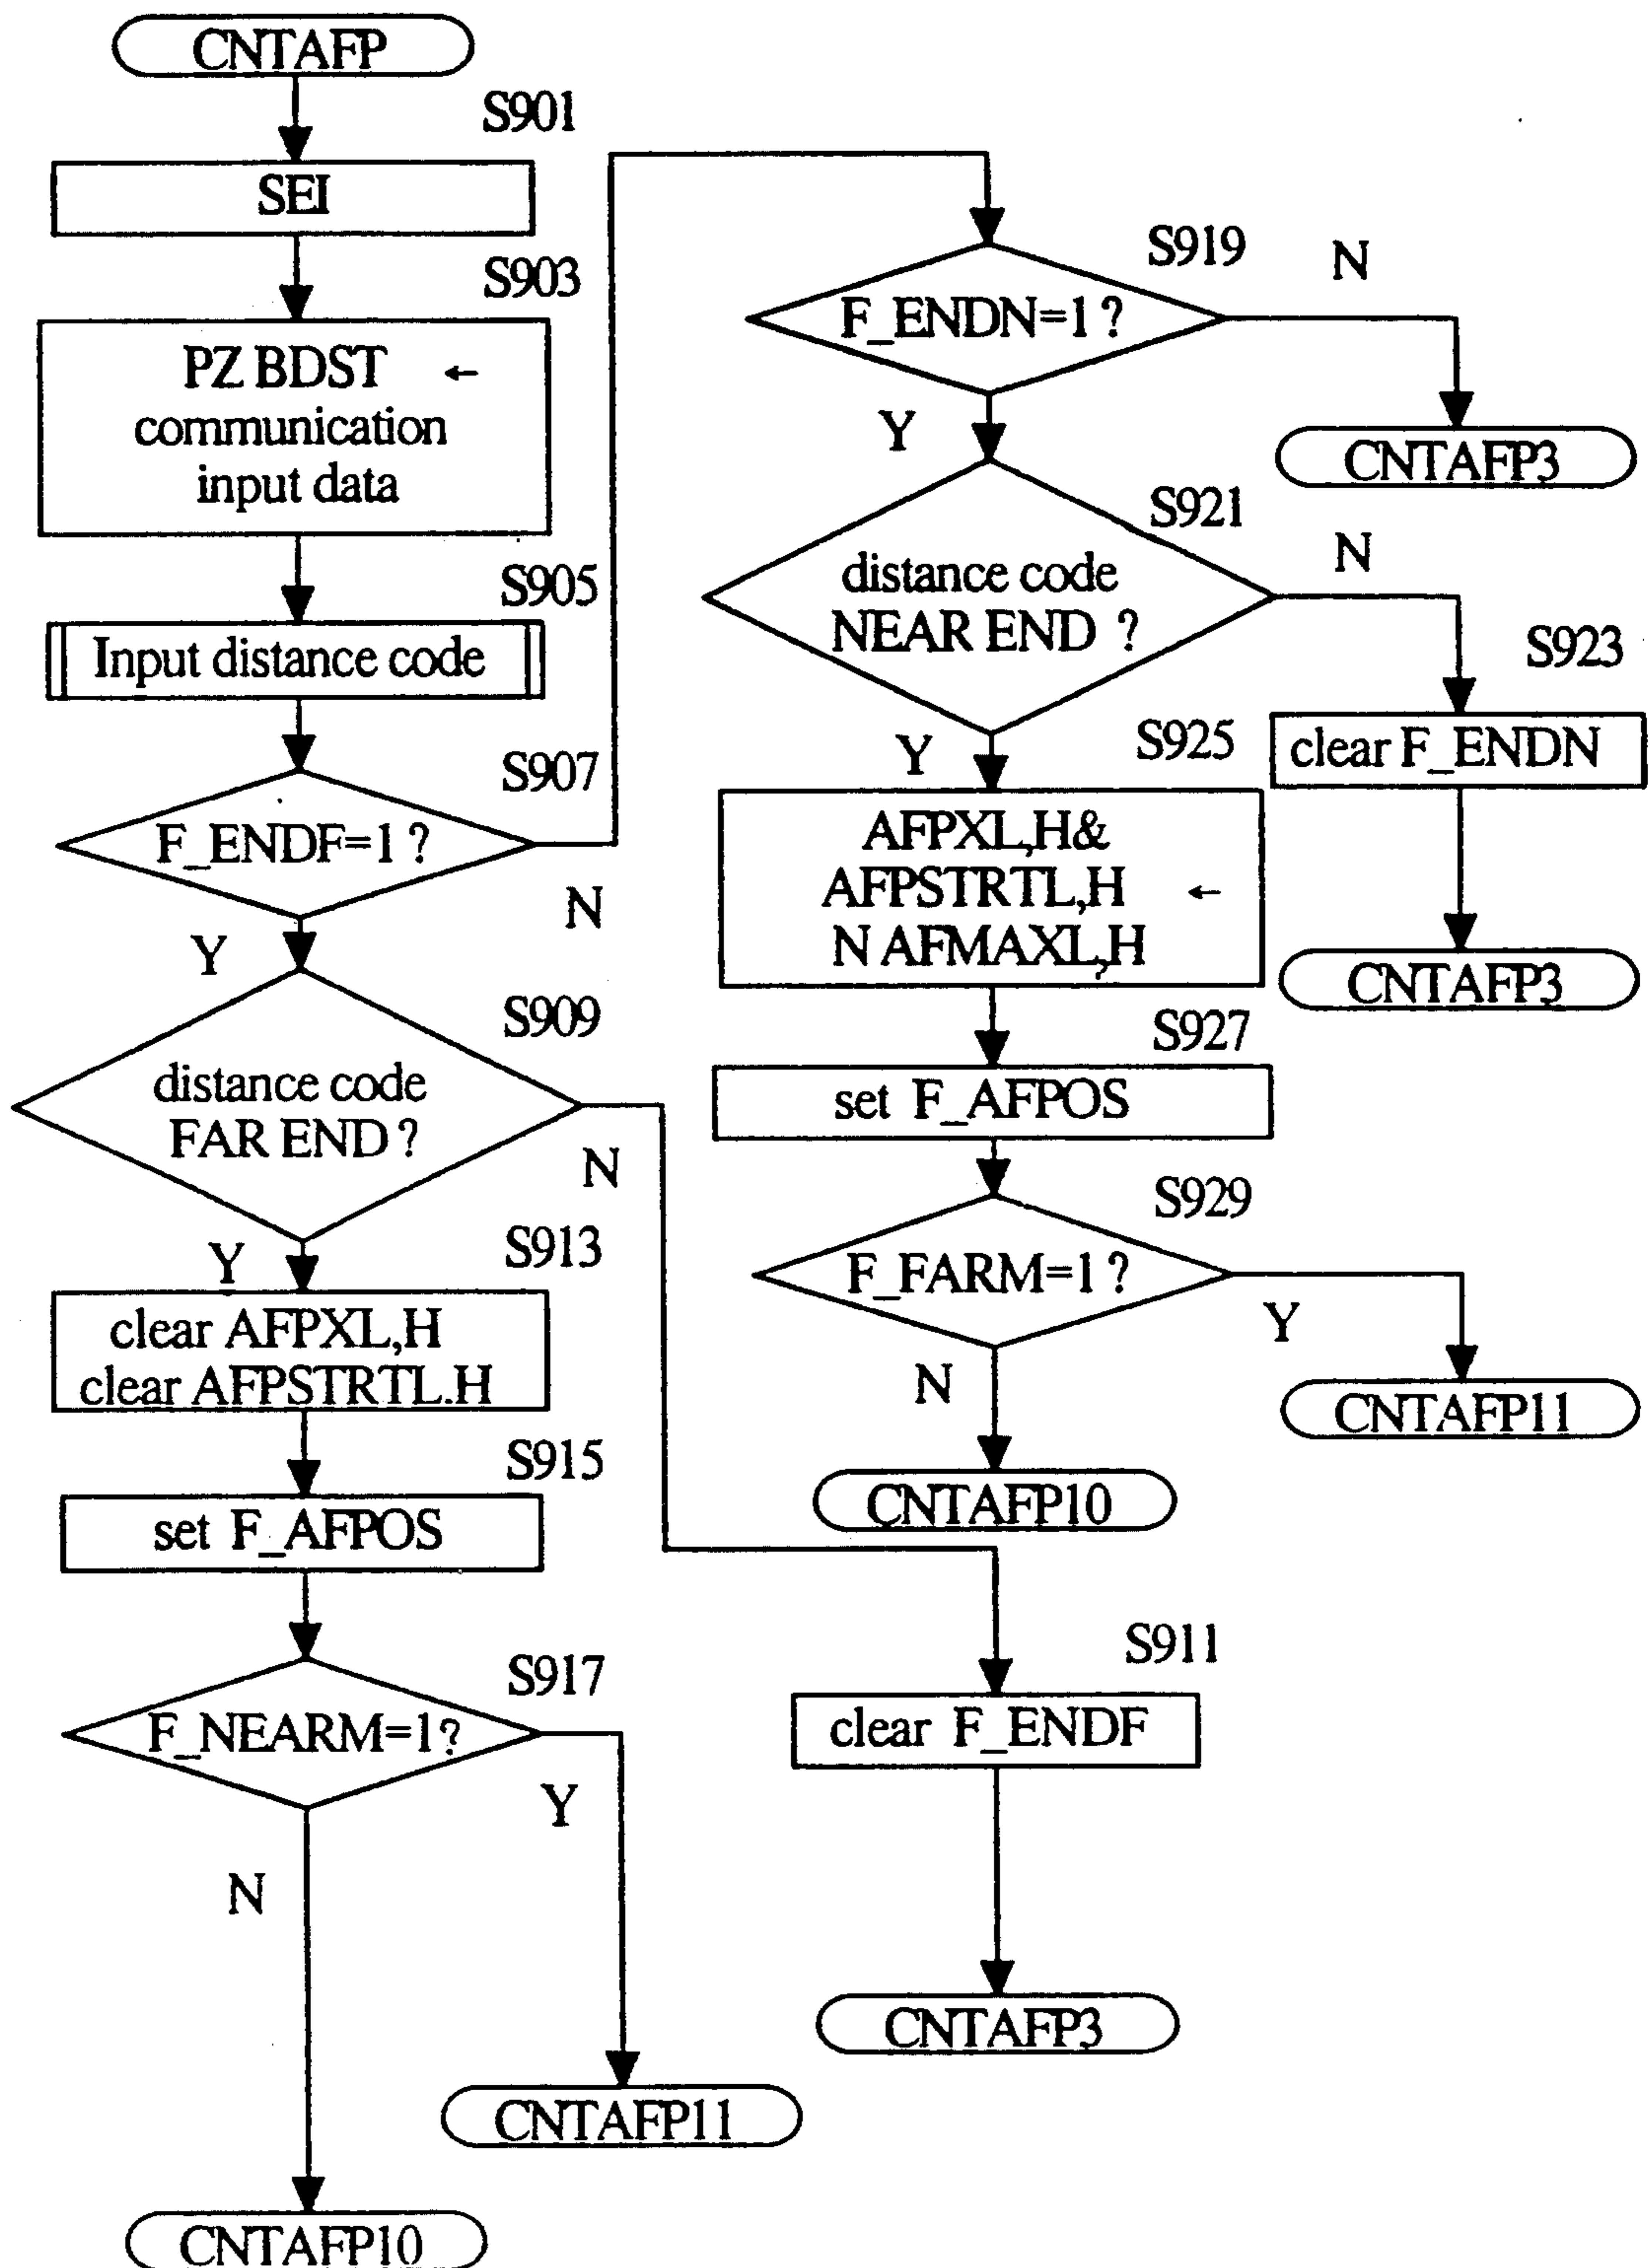 CNTAFP
S901
SEI
S903
PZ BDST ←
communication
input data
S905
Input distance code
S907
F_ENDF=1 ?
N
Y
S909
distance code
FAR END ?
N
Y
S913
clear AFPXL,H
clear AFPSTRTL.H
S915
set F_AFPOS
S917
F_NEARM=1?
Y
N
CNTAFP11
CNTAFP10
S919
N
F_ENDN=1 ?
Y
CNTAFP3
S921
N
distance code
NEAR END ?
S923
Y
S925
clear F_ENDN
AFPXL,H&
AFPSTRTL,H ←
N AFMAXL,H
CNTAFP3
S927
set F_AFPOS
S929
F_FARM=1 ?
Y
N
CNTAFP11
CNTAFP10
S911
clear F_ENDF
CNTAFP3